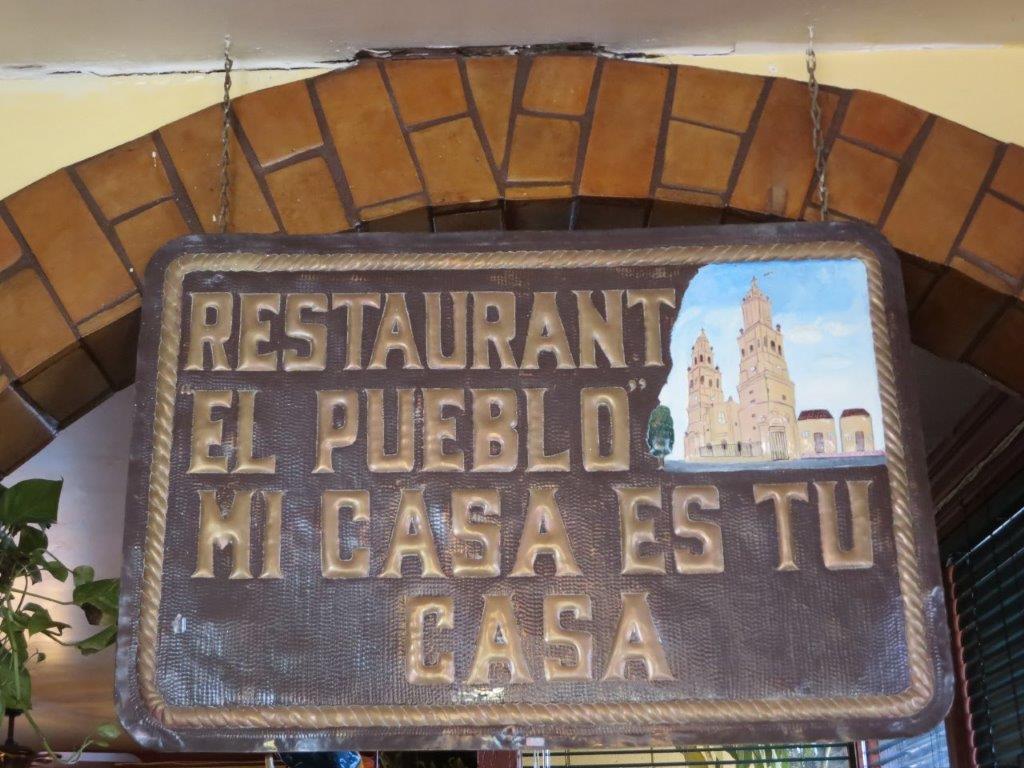 RESTAURANT
"EL PUEBLO"
MI CASA ES TU
CASA